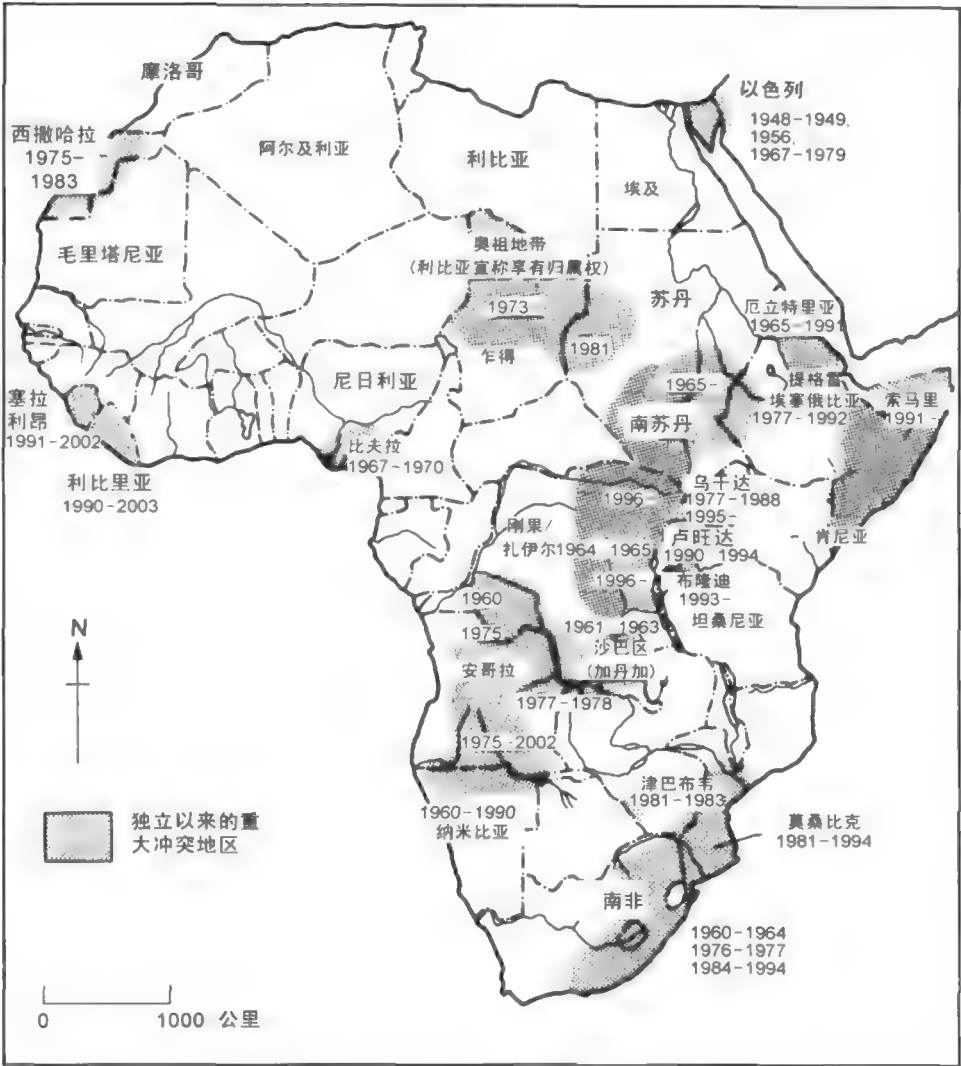 摩洛哥
以色列
1948-1949,
1956,
1967-1979
西撒哈拉
1975-
1983
阿尔及利亚
利比亚
埃及
毛里塔尼亚
奥祖地带
(利比亚宣称享有归属权)
1973
苏丹
厄立特里亚
1965-1991
乍得
1981
尼日利亚
1965-
提格雷
埃塞俄比亚
1977-1992
索马里
1991-
塞拉
利昂
1991-2002
南苏丹
比夫拉
1967-1970
利比里亚
1990-2003
1996-
乌干达
1977-1988
1995-
刚果/
扎伊尔1964 1965
卢旺达
1990 1994
肯尼亚
1996-
布隆迪
1993-
1960
坦桑尼亚
1961 1963
沙巴区
(加丹加)
1975
N
安哥拉
1977-1978
1975-2002
津巴布韦
1981-1983
1960-1990
纳米比亚
莫桑比克
1981-1994
独立以来的重
大冲突地区
南非
1960-1964
1976-1977
1984-1994
0 1000 公里